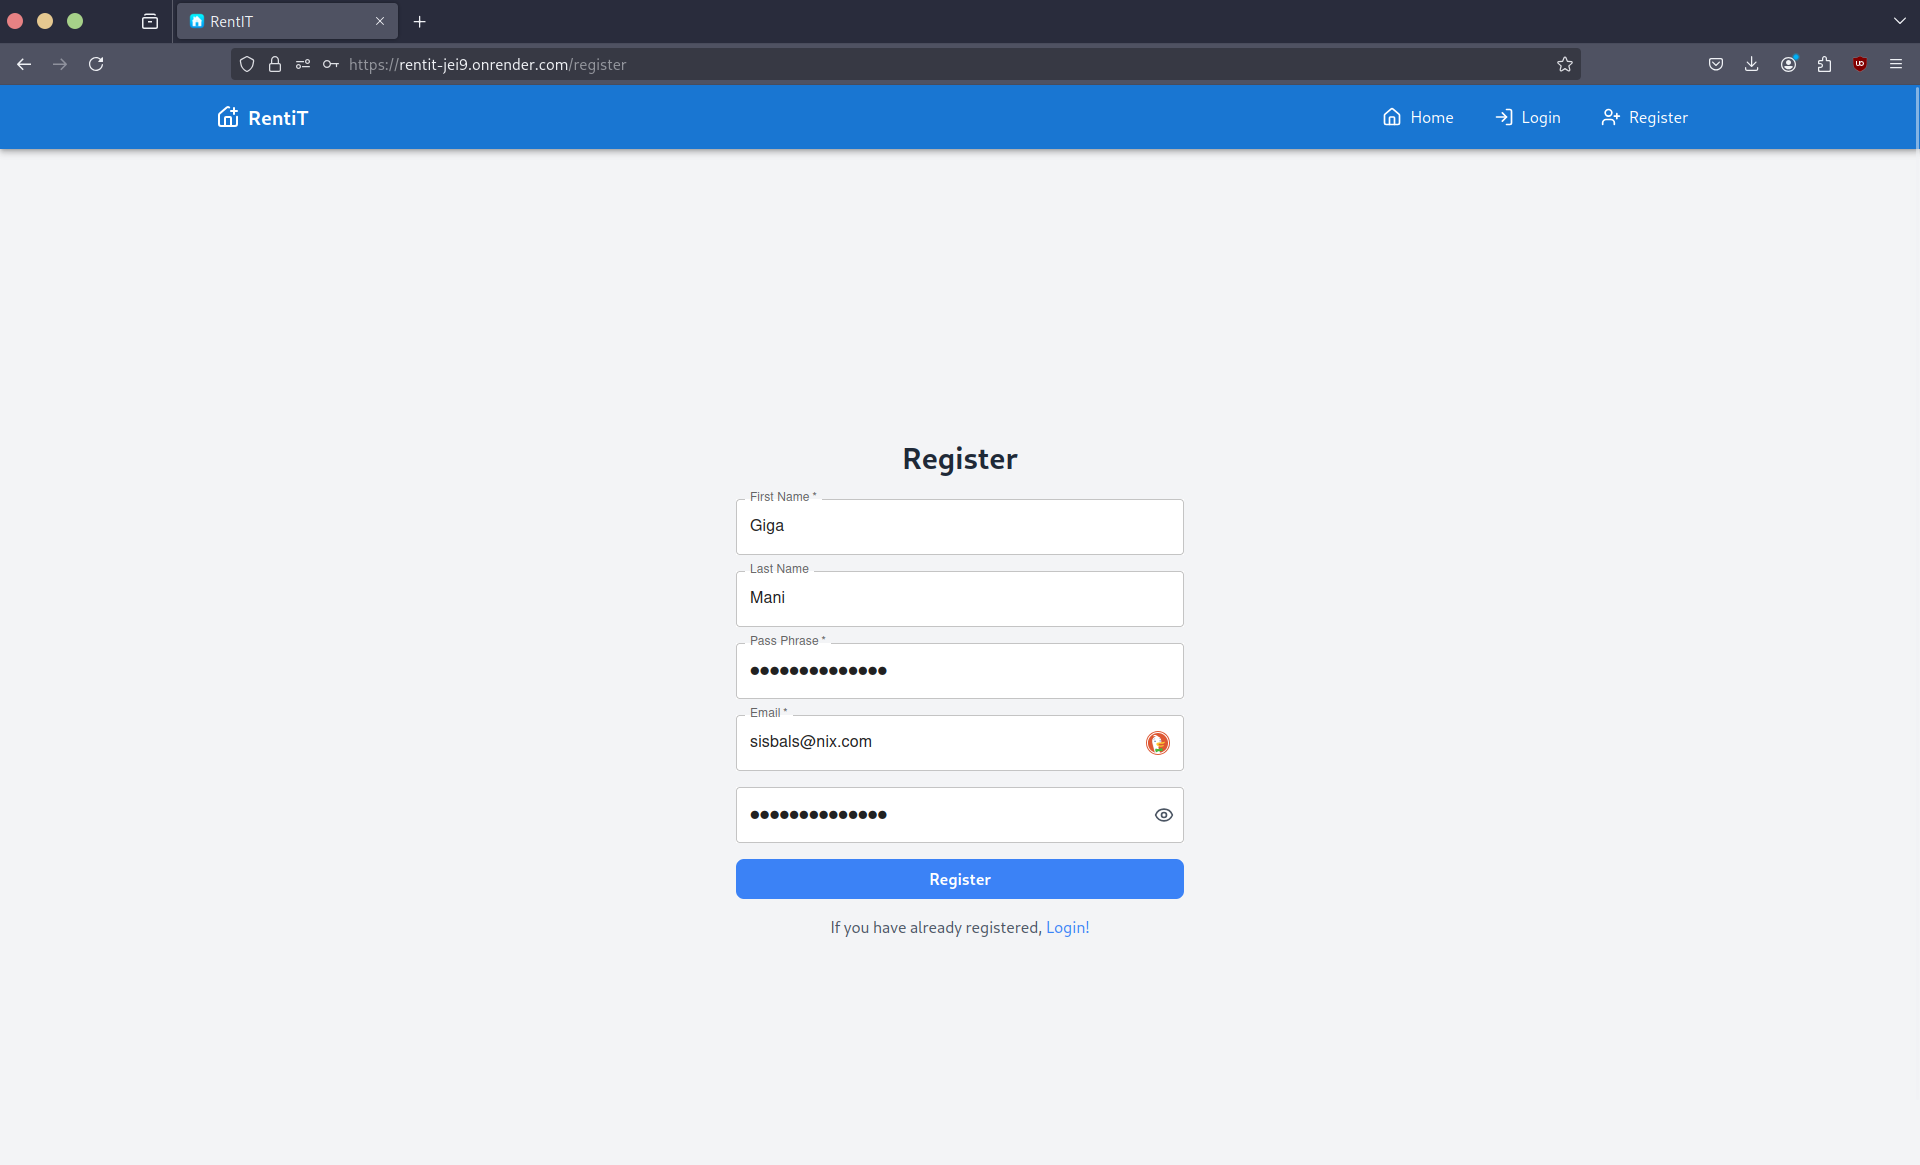 RentIT
https://rentit-jei9.onrender.com/register
RentiT
Home
Login
Register
Register
First Name *
Giga
Last Name
Mani
Pass Phrase *
●●●●●●●●●●●●●●
Email *
sisbals@nix.com
●●●●●●●●●●●●●●
Register
If you have already registered, Login!